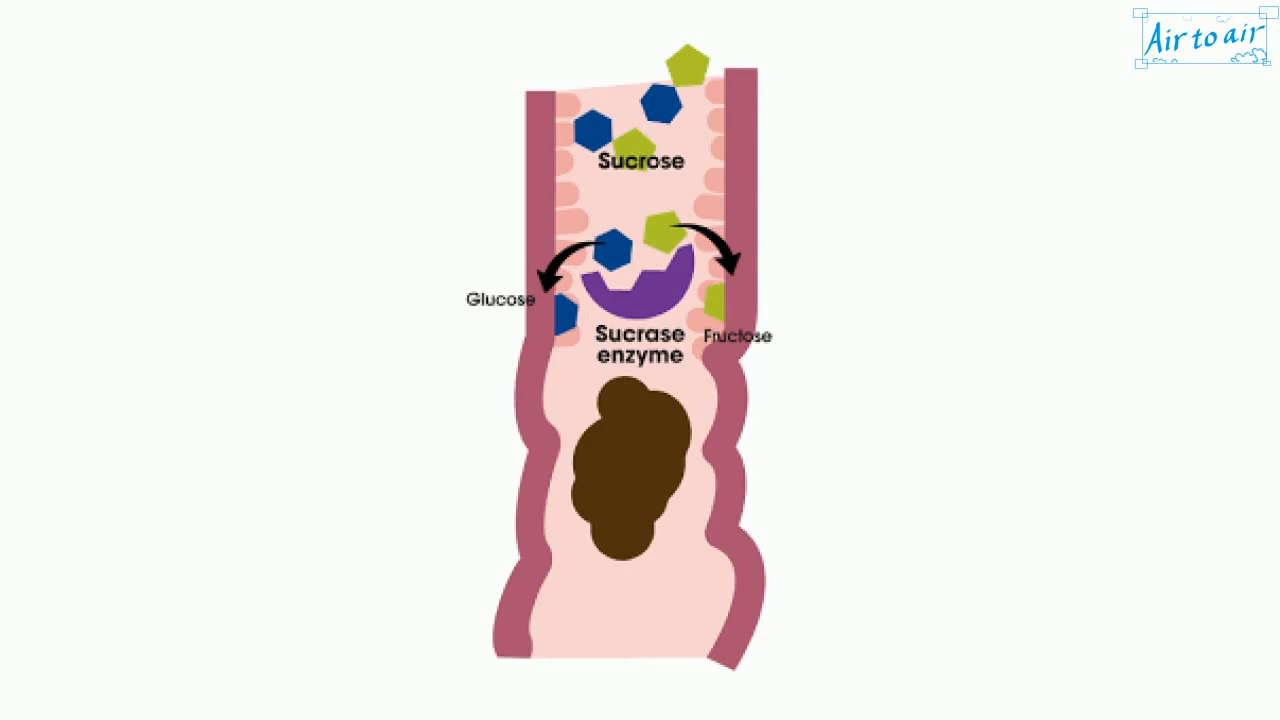 Air to air
Sucrose
Glucose
Sucrase
enzyme
Fructose